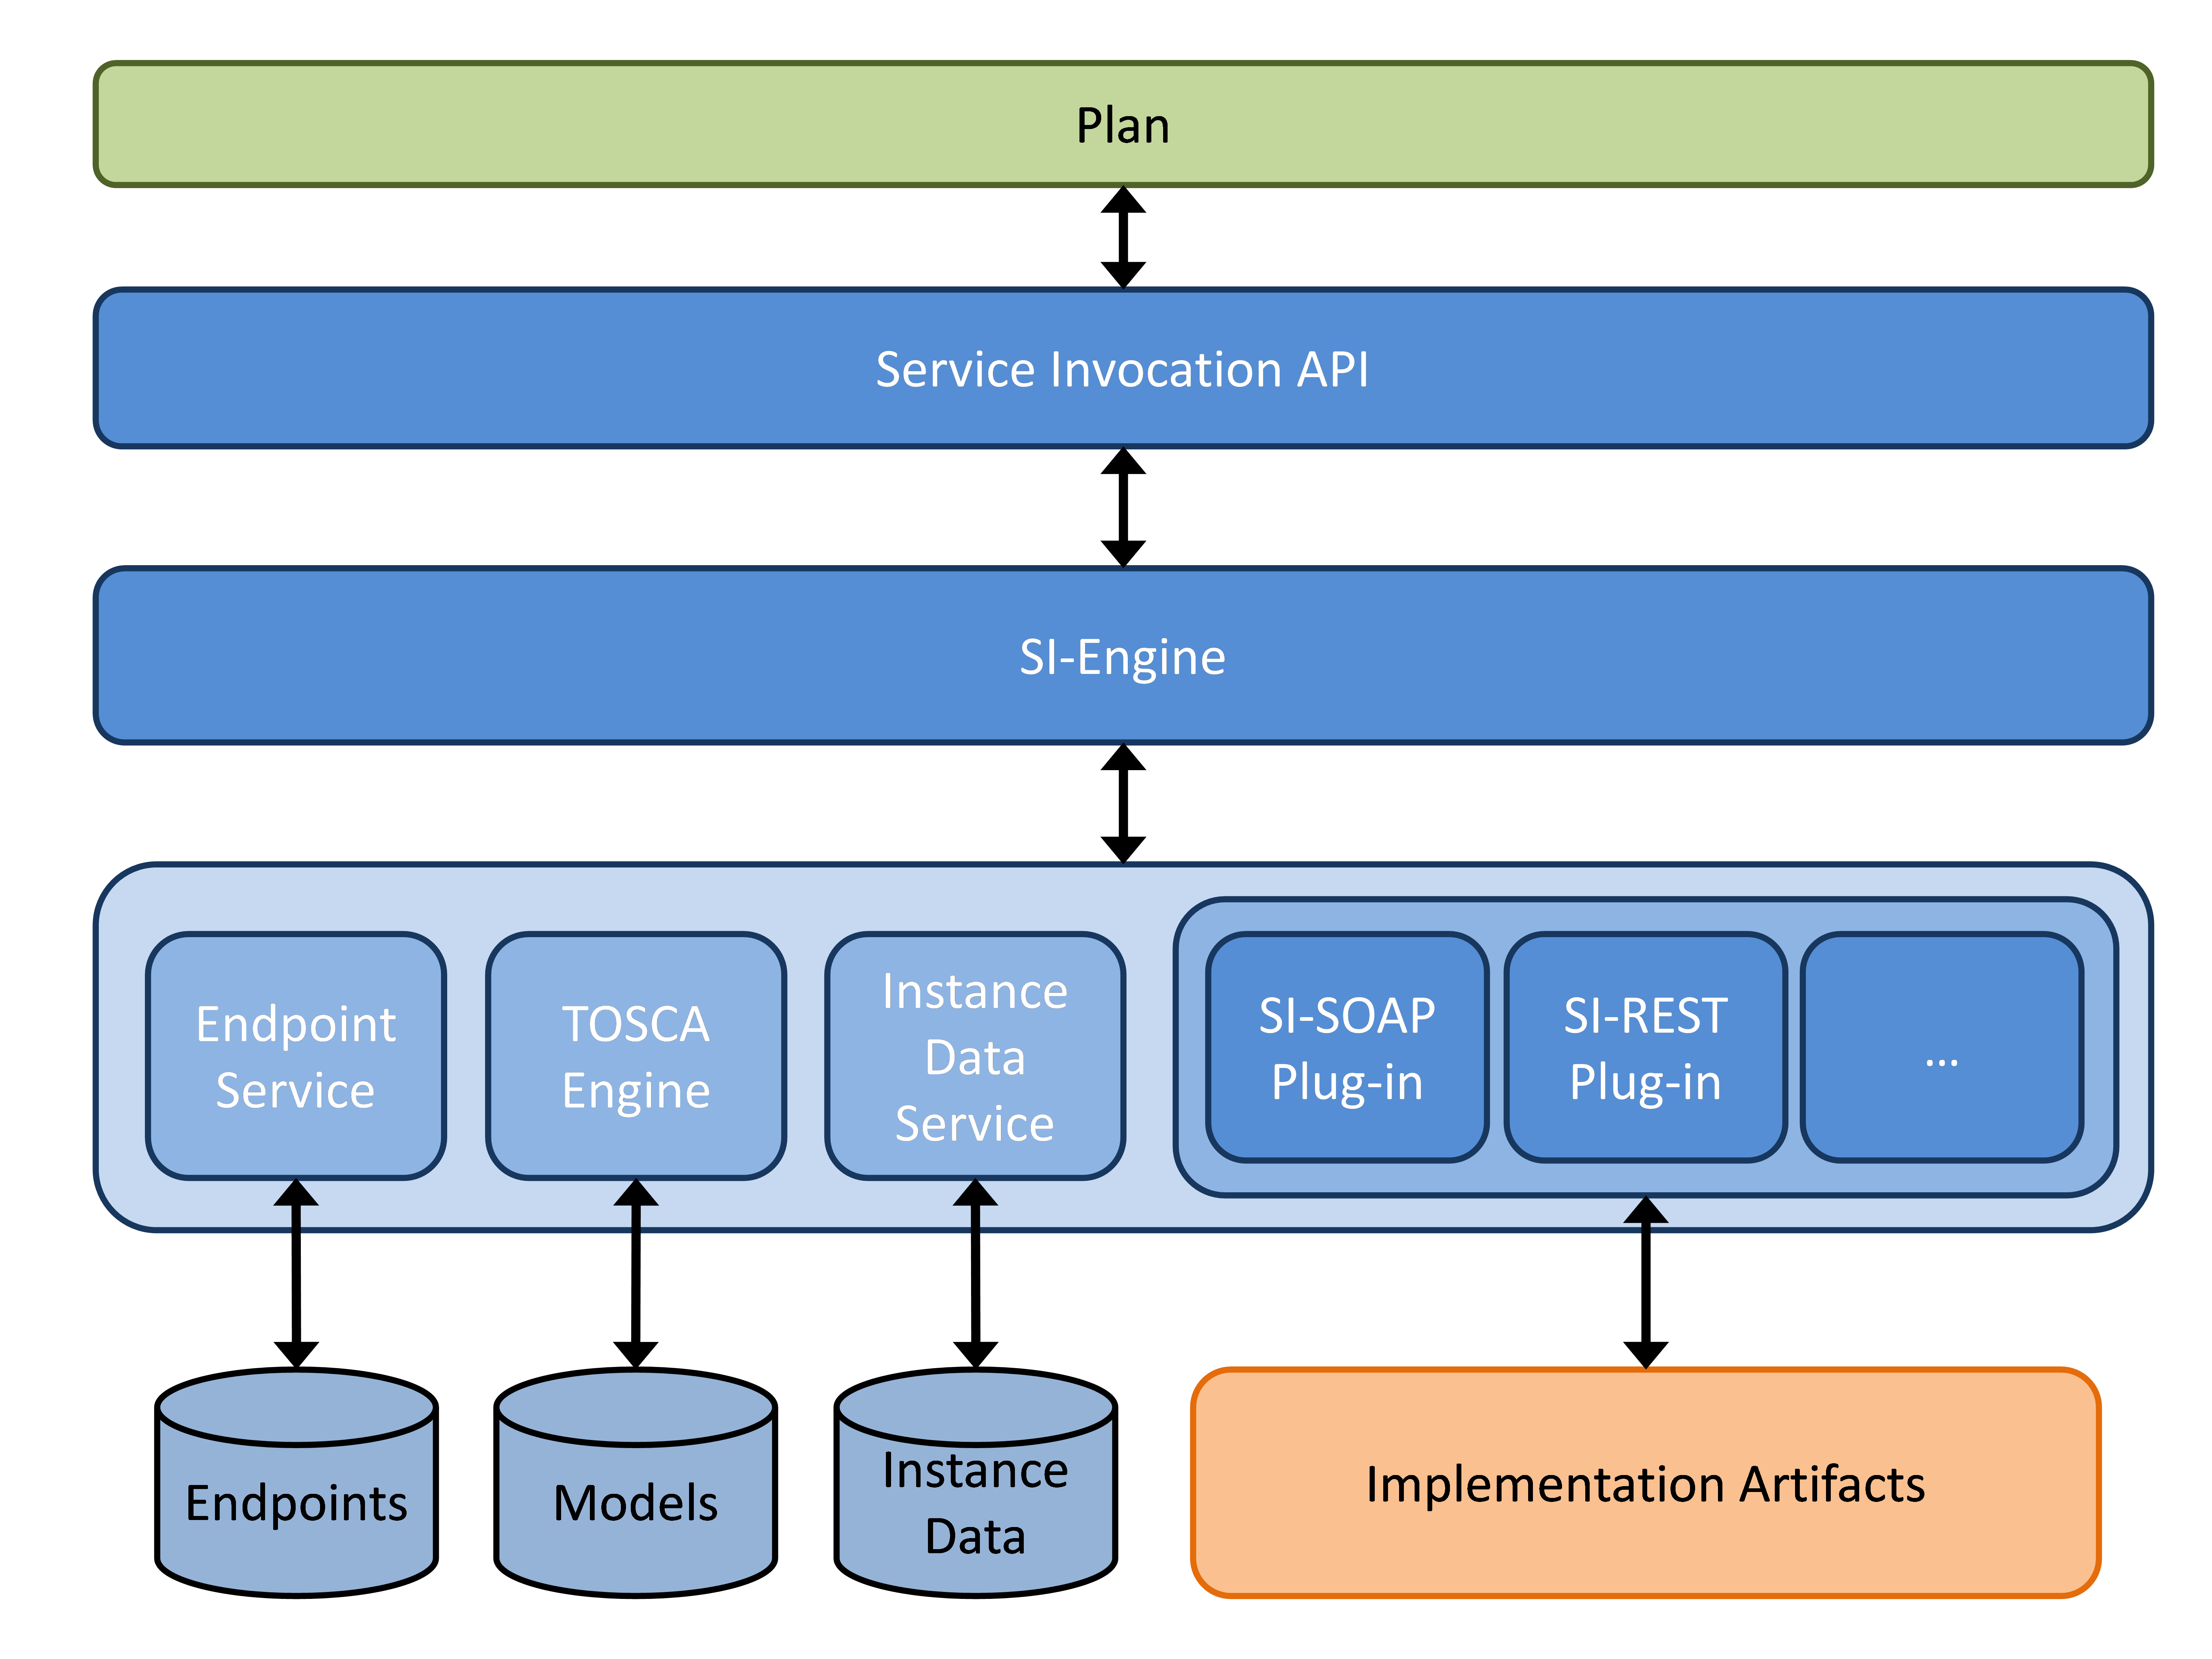 Plan
Service Invocation API
SI-Engine
Endpoint
Service
TOSCA
Engine
Instance
Data
Service
SI-SOAP
Plug-in
SI-REST
Plug-in
...
Endpoints
Models
Instance
Data
Implementation Artifacts